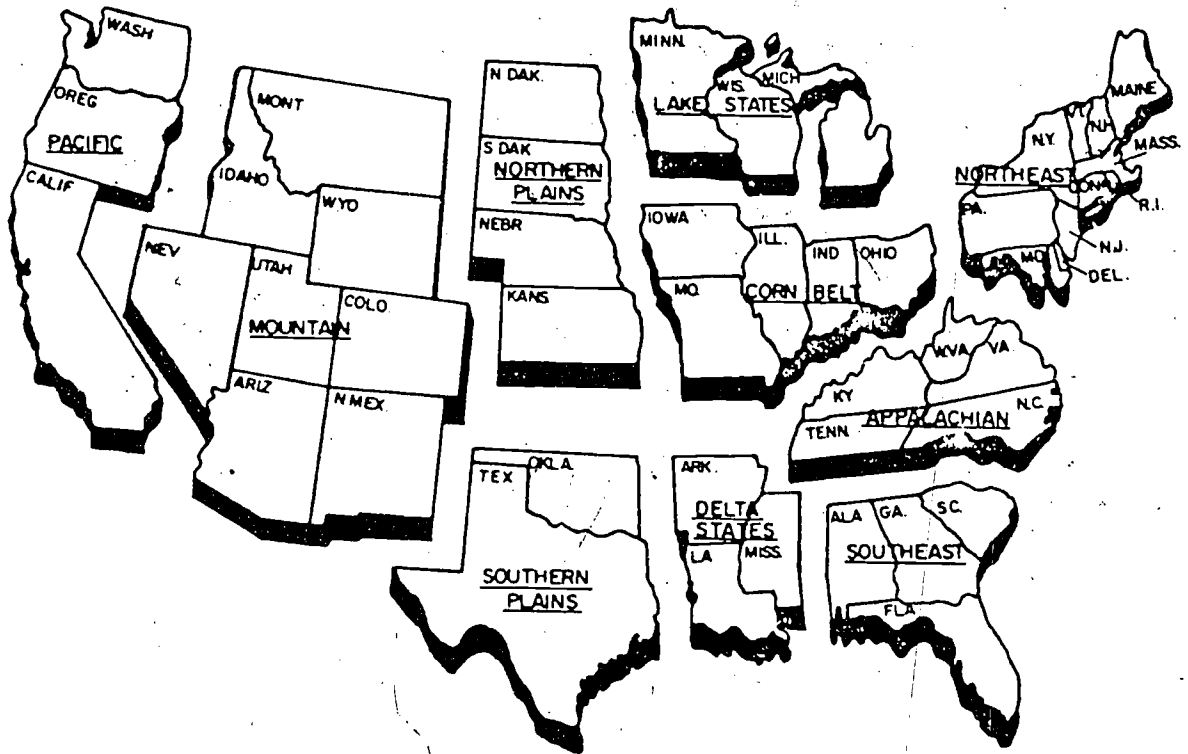 WASH
OREG
PACIFIC
CALIF
MONT
IDAHO
WYO
NEV
UTAH
COLO.
MOUNTAIN
ARIZ
N MEX.
N DAK.
S DAK
NORTHERN
PLAINS
NEBR
KANS.
MINN.
WIS.
MICH
LAKE STATES
IOWA
ILL.
IND
OHIO
MO.
CORN BELT
MAINE
VT.
N.H.
N.Y.
MASS.
NORTHEAST
CONN.
R.I.
PA.
N.J.
MD.
DEL.
W.VA.
VA.
KY
N.C.
APPALACHIAN
TENN.
OKLA.
TEX
SOUTHERN
PLAINS
ARK.
DELTA
STATES
LA
MISS.
ALA
GA.
S.C.
SOUTHEAST
FLA